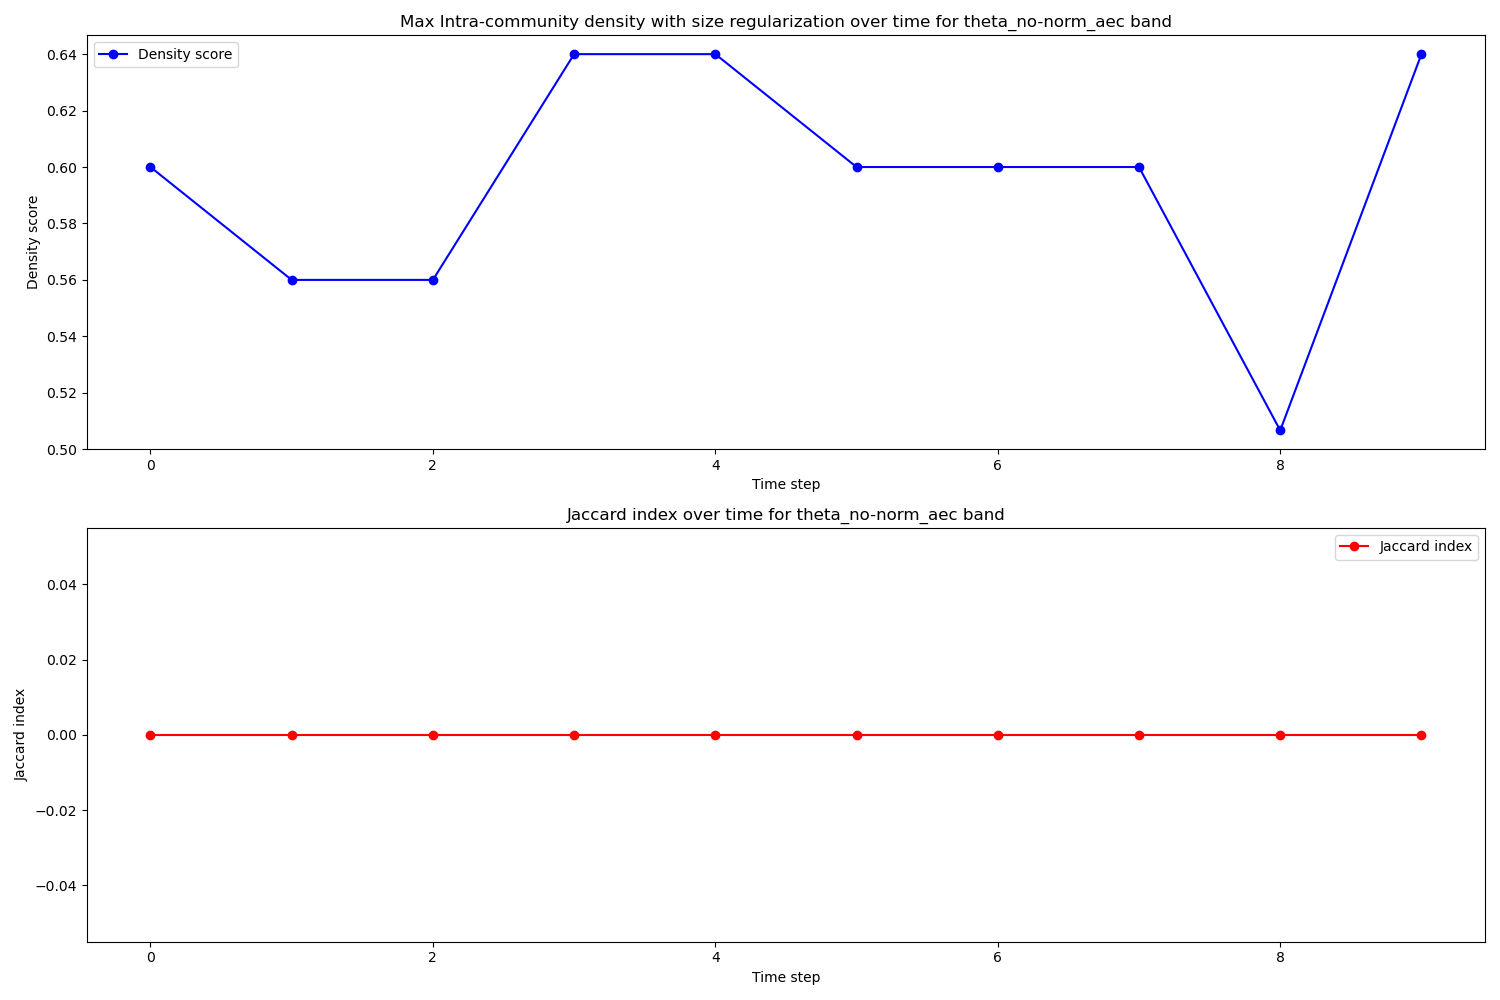 Max Intra-community density with size regularization over time for theta_no-norm_aec band
Density score
0.64
0.62
0.60
0.58
0.56
0.54
0.52
0.50
Density score
0 2 4 6 8
Time step
Jaccard index over time for theta_no-norm_aec band
Jaccard index
0.04
0.02
0.00
−0.02
−0.04
Jaccard index
0 2 4 6 8
Time step